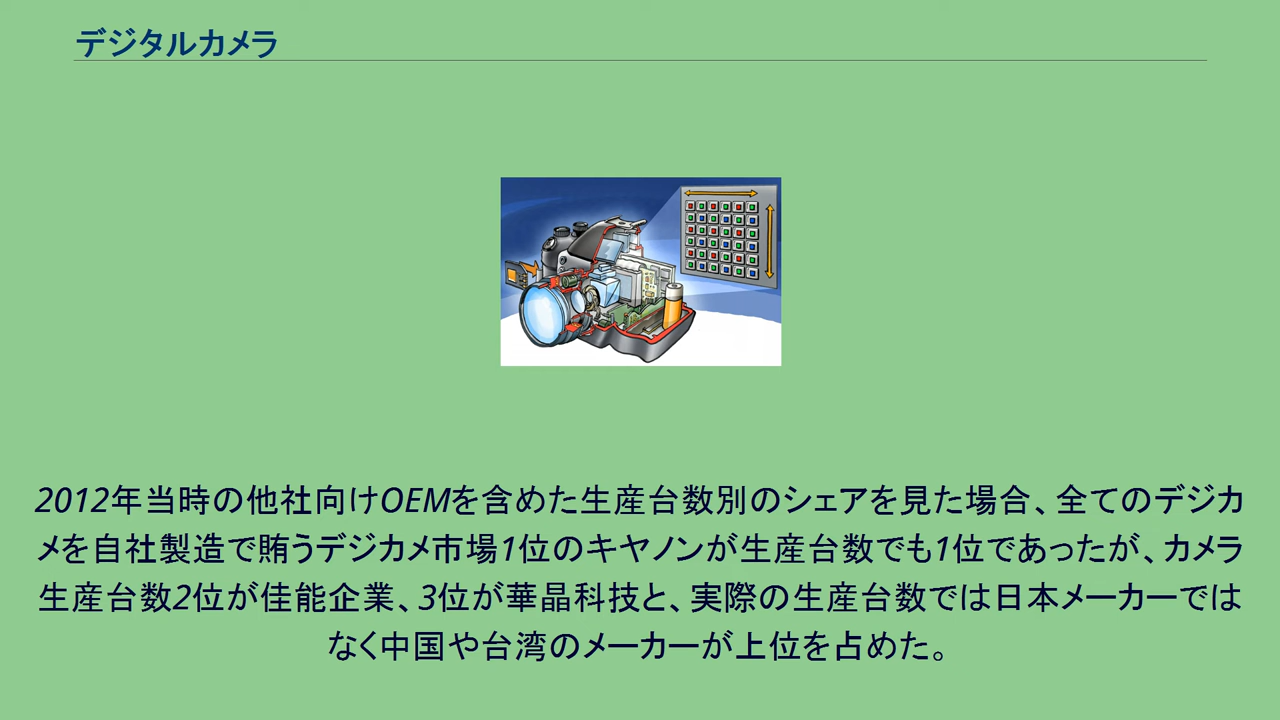 デジタルカメラ
2012年当時の他社向けOEMを含めた生産台数別のシェアを見た場合、全てのデジカ
メを自社製造で賄うデジカメ市場1位のキヤノンが生産台数でも1位であったが、カメラ
生産台数2位が佳能企業、3位が華晶科技と、実際の生産台数では日本メーカーでは
なく中国や台湾のメーカーが上位を占めた。